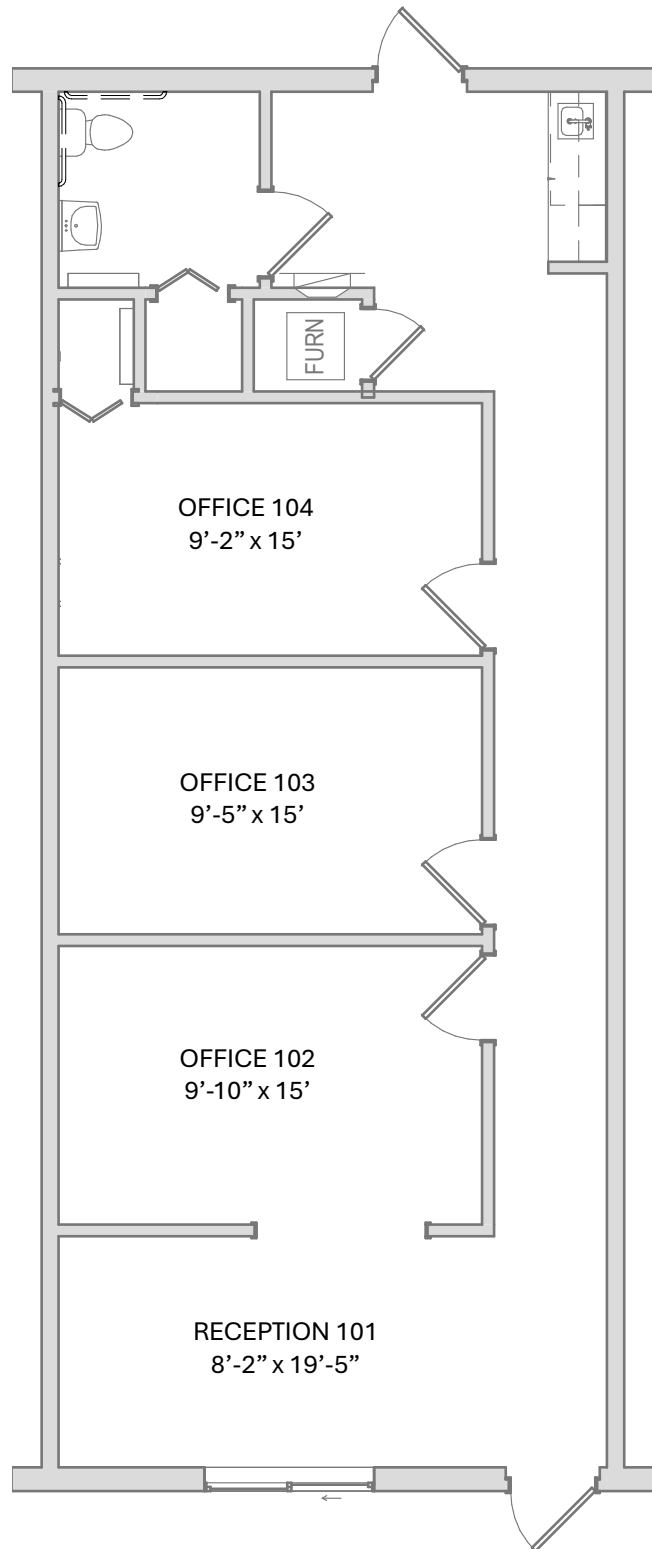 FURN
OFFICE 104
9’-2” x 15’
OFFICE 103
9’-5” x 15’
OFFICE 102
9’-10” x 15’
RECEPTION 101
8’-2” x 19’-5”